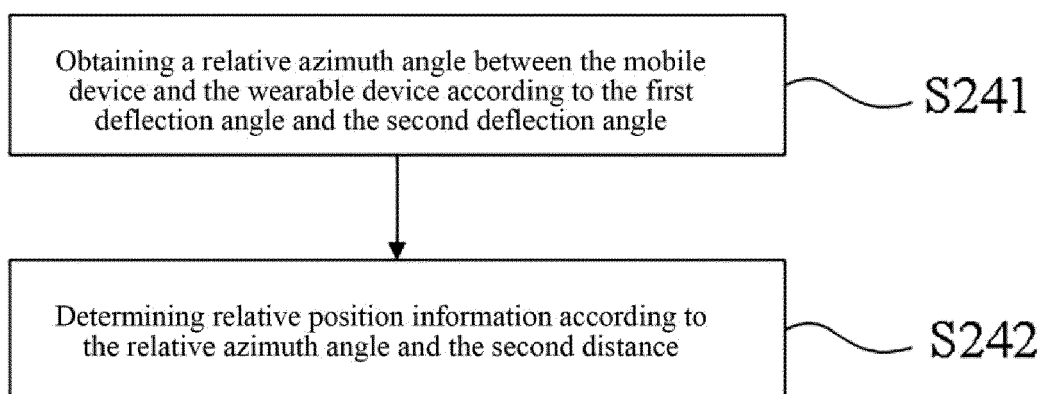 Obtaining a relative azimuth angle between the mobile
device and the wearable device according to the first
deflection angle and the second deflection angle
S241
Determining relative position information according to
the relative azimuth angle and the second distance
S242